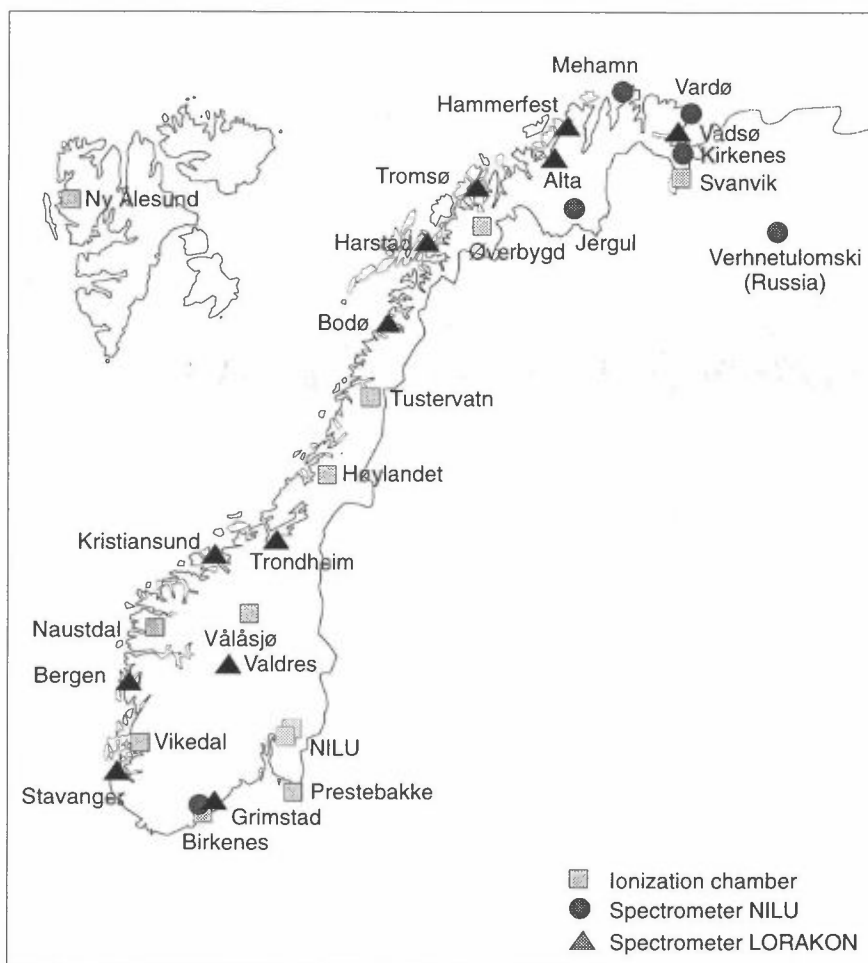 Mehamn
Vardø
Hammerfest
Vadsø
Kirkenes
Tromsø
Alta
Svanvik
Ny Ålesund
Harstad
Øverbygd
Jergul
Verhnetulomski
(Russia)
Bodø
Tustervatn
Høylandet
Kristiansund
Trondheim
Naustdal
Vålåsjø
Valdres
Bergen
Vikedal
NILU
Stavanger
Prestebakke
Grimstad
Birkenes
Ionization chamber
Spectrometer NILU
Spectrometer LORAKON